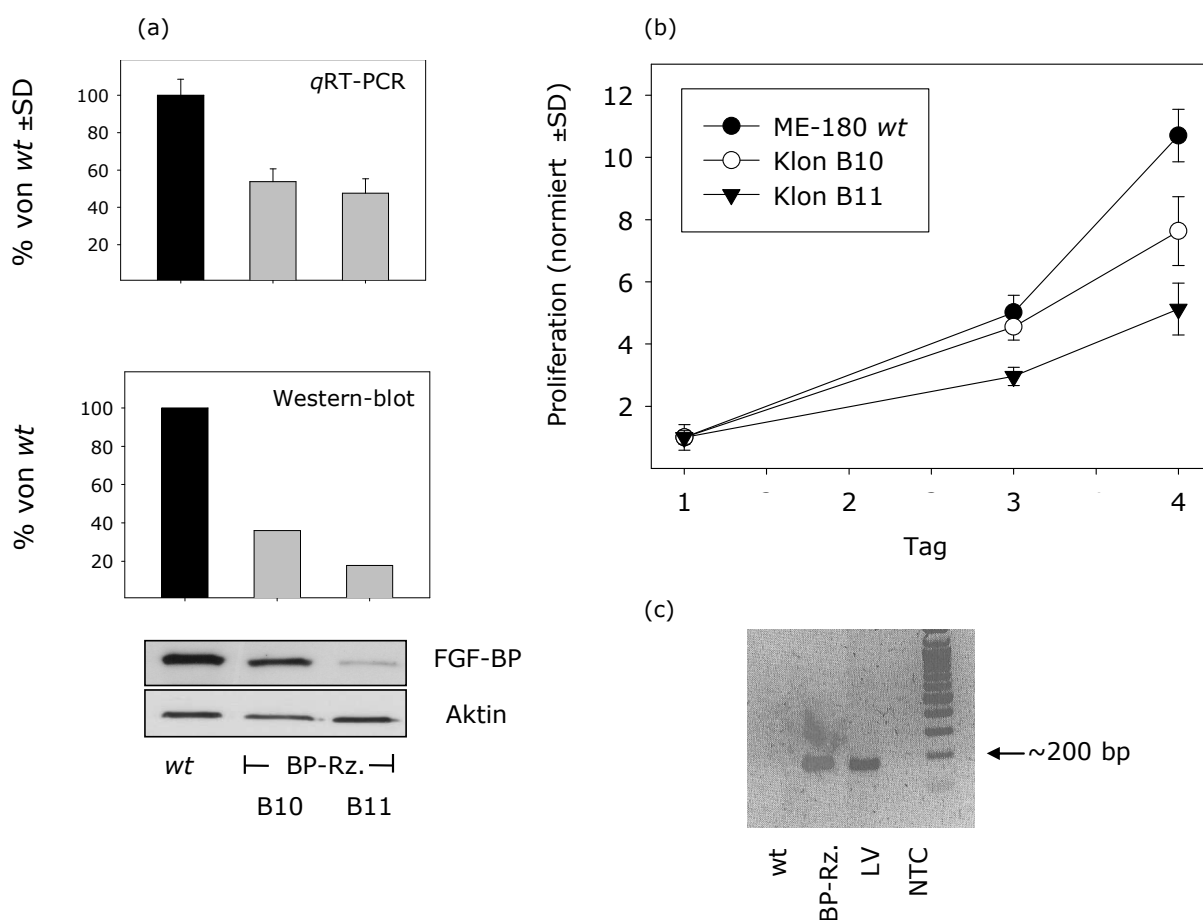 (a)
qRT-PCR
% von wt ±SD
100
80
60
40
20
Western-blot
% von wt
100
80
60
40
20
FGF-BP
Aktin
wt
BP-Rz.
B10
B11
(b)
Proliferation (normiert ±SD)
12
10
8
6
4
2
ME-180 wt
Klon B10
Klon B11
1
2
3
4
Tag
(c)
~200 bp
wt
BP-Rz.
LV
NTC